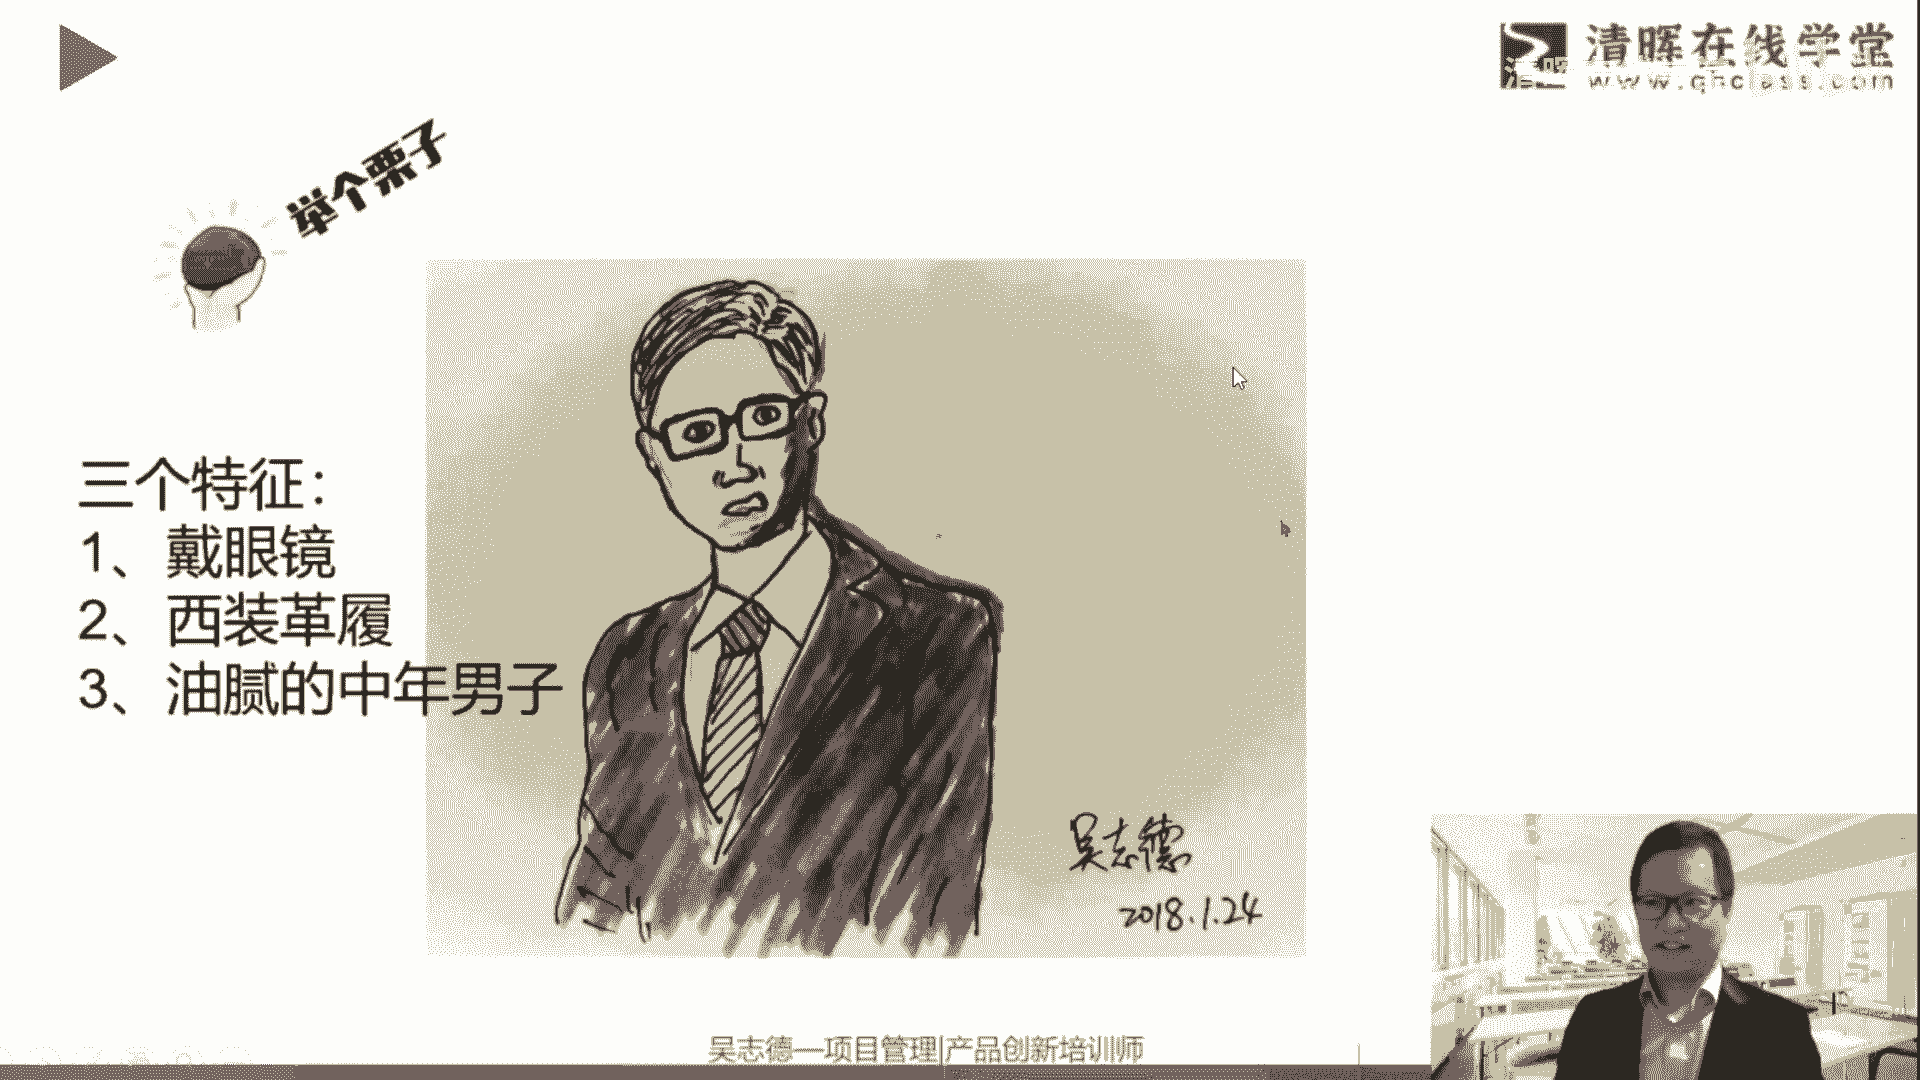 清晖在线学堂
www.qhclass.com
举个栗子
三个特征：
1、戴眼镜
2、西装革履
3、油腻的中年男子
吴志德
2018.1.24
吴志德—项目管理|产品创新培训师